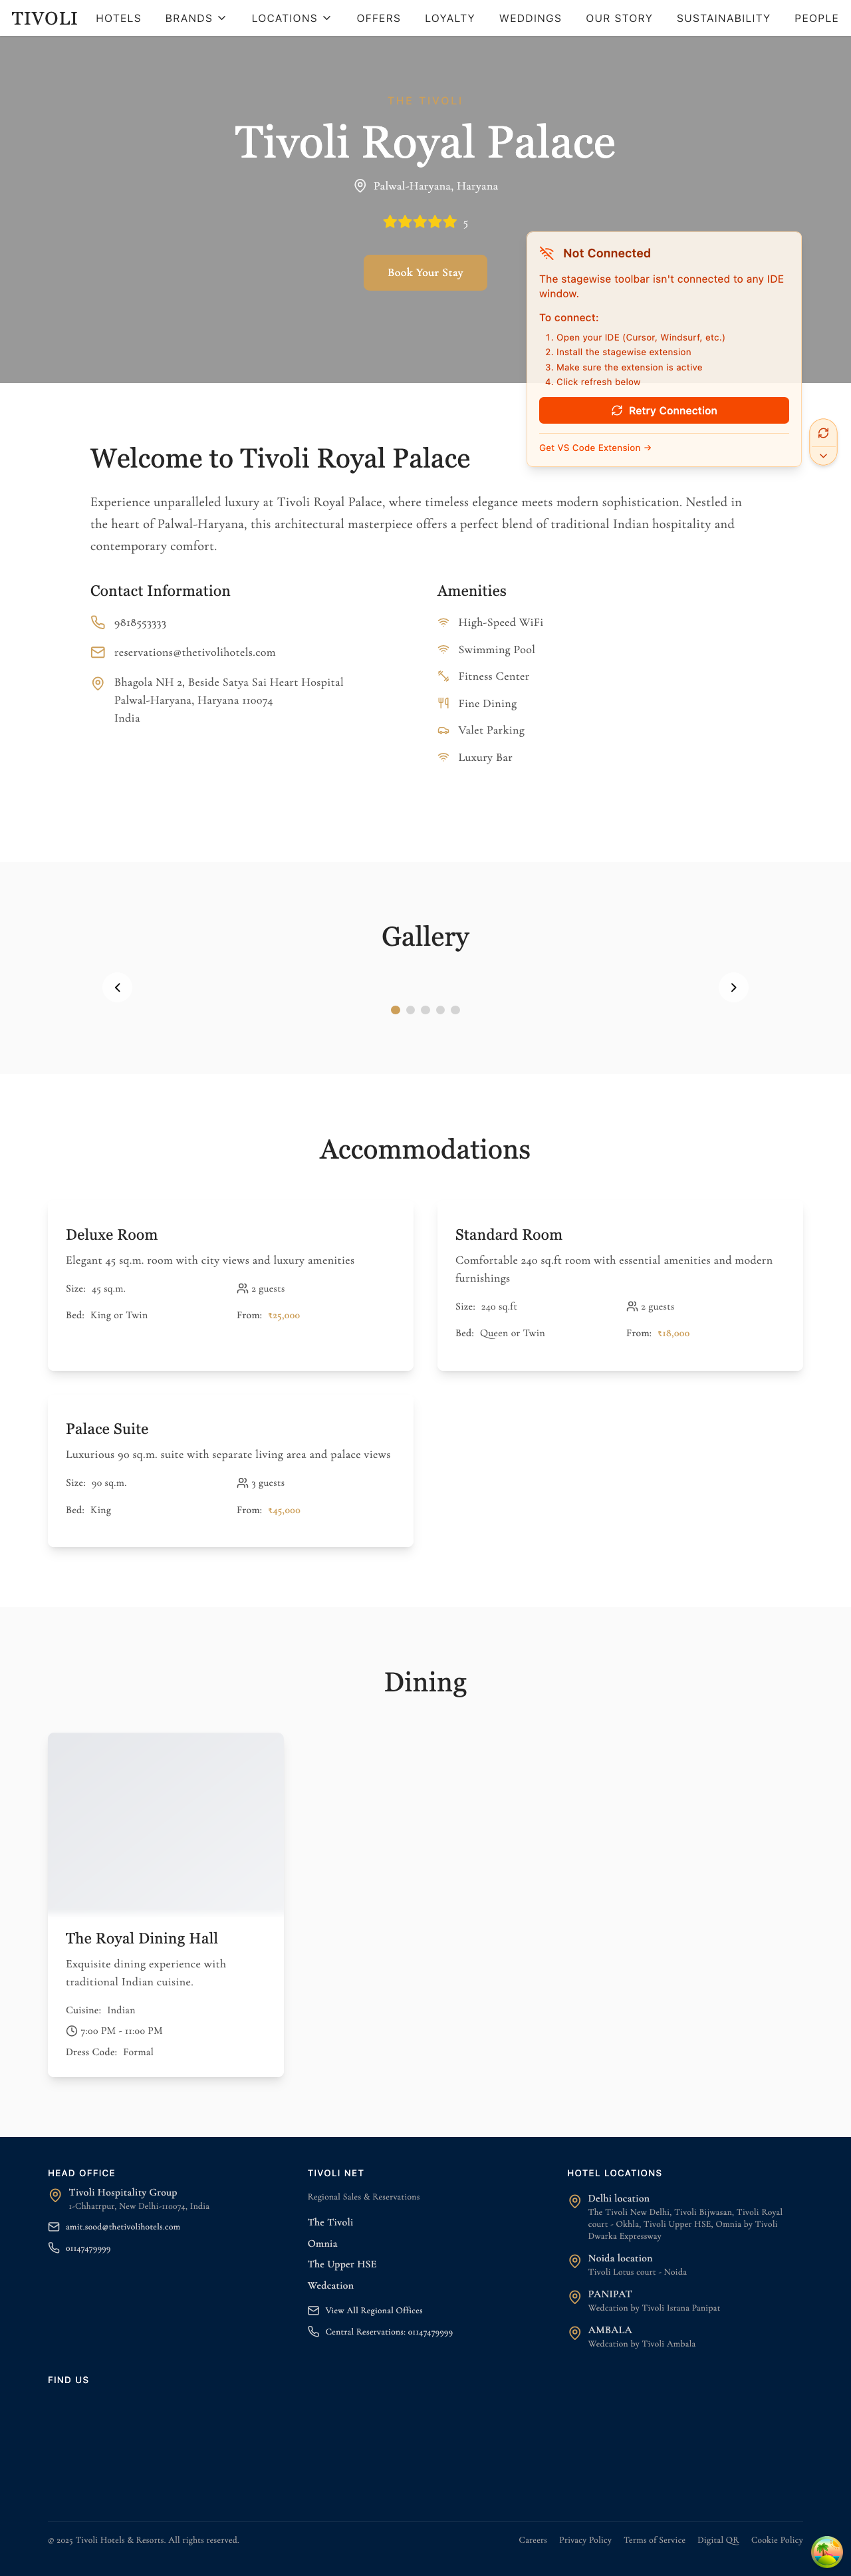 TIVOLI HOTELS BRANDS LOCATIONS OFFERS LOYALTY WEDDINGS OUR STORY SUSTAINABILITY PEOPLE
THE TIVOLI
Tivoli Royal Palace
Palwal-Haryana, Haryana
5
Book Your Stay
Not Connected
The stagewise toolbar isn't connected to any IDE
window.
To connect:
1. Open your IDE (Cursor, Windsurf, etc.)
2. Install the stagewise extension
3. Make sure the extension is active
4. Click refresh below
Retry Connection
Get VS Code Extension →
Welcome to Tivoli Royal Palace
Experience unparalleled luxury at Tivoli Royal Palace, where timeless elegance meets modern sophistication. Nestled in
the heart of Palwal-Haryana, this architectural masterpiece offers a perfect blend of traditional Indian hospitality and
contemporary comfort.
Contact Information
9818553333
reservations@thetivolihotels.com
Bhagola NH 2, Beside Satya Sai Heart Hospital
Palwal-Haryana, Haryana 110074
India
Amenities
High-Speed WiFi
Swimming Pool
Fitness Center
Fine Dining
Valet Parking
Luxury Bar
Gallery
Accommodations
Deluxe Room
Elegant 45 sq.m. room with city views and luxury amenities
Size: 45 sq.m. 2 guests
Bed: King or Twin From: ₹25,000
Standard Room
Comfortable 240 sq.ft room with essential amenities and modern
furnishings
Size: 240 sq.ft 2 guests
Bed: Queen or Twin From: ₹18,000
Palace Suite
Luxurious 90 sq.m. suite with separate living area and palace views
Size: 90 sq.m. 3 guests
Bed: King From: ₹45,000
Dining
The Royal Dining Hall
Exquisite dining experience with
traditional Indian cuisine.
Cuisine: Indian
7:00 PM - 11:00 PM
Dress Code: Formal
HEAD OFFICE
Tivoli Hospitality Group
1-Chhatrpur, New Delhi-110074, India
amit.sood@thetivolihotels.com
01147479999
TIVOLI NET
Regional Sales & Reservations
The Tivoli
Omnia
The Upper HSE
Wedcation
View All Regional Offices
Central Reservations: 01147479999
HOTEL LOCATIONS
Delhi location
The Tivoli New Delhi, Tivoli Bijwasan, Tivoli Royal
court - Okhla, Tivoli Upper HSE, Omnia by Tivoli
Dwarka Expressway
Noida location
Tivoli Lotus court - Noida
PANIPAT
Wedcation by Tivoli Israna Panipat
AMBALA
Wedcation by Tivoli Ambala
FIND US
© 2025 Tivoli Hotels & Resorts. All rights reserved.
Careers Privacy Policy Terms of Service Digital QR Cookie Policy